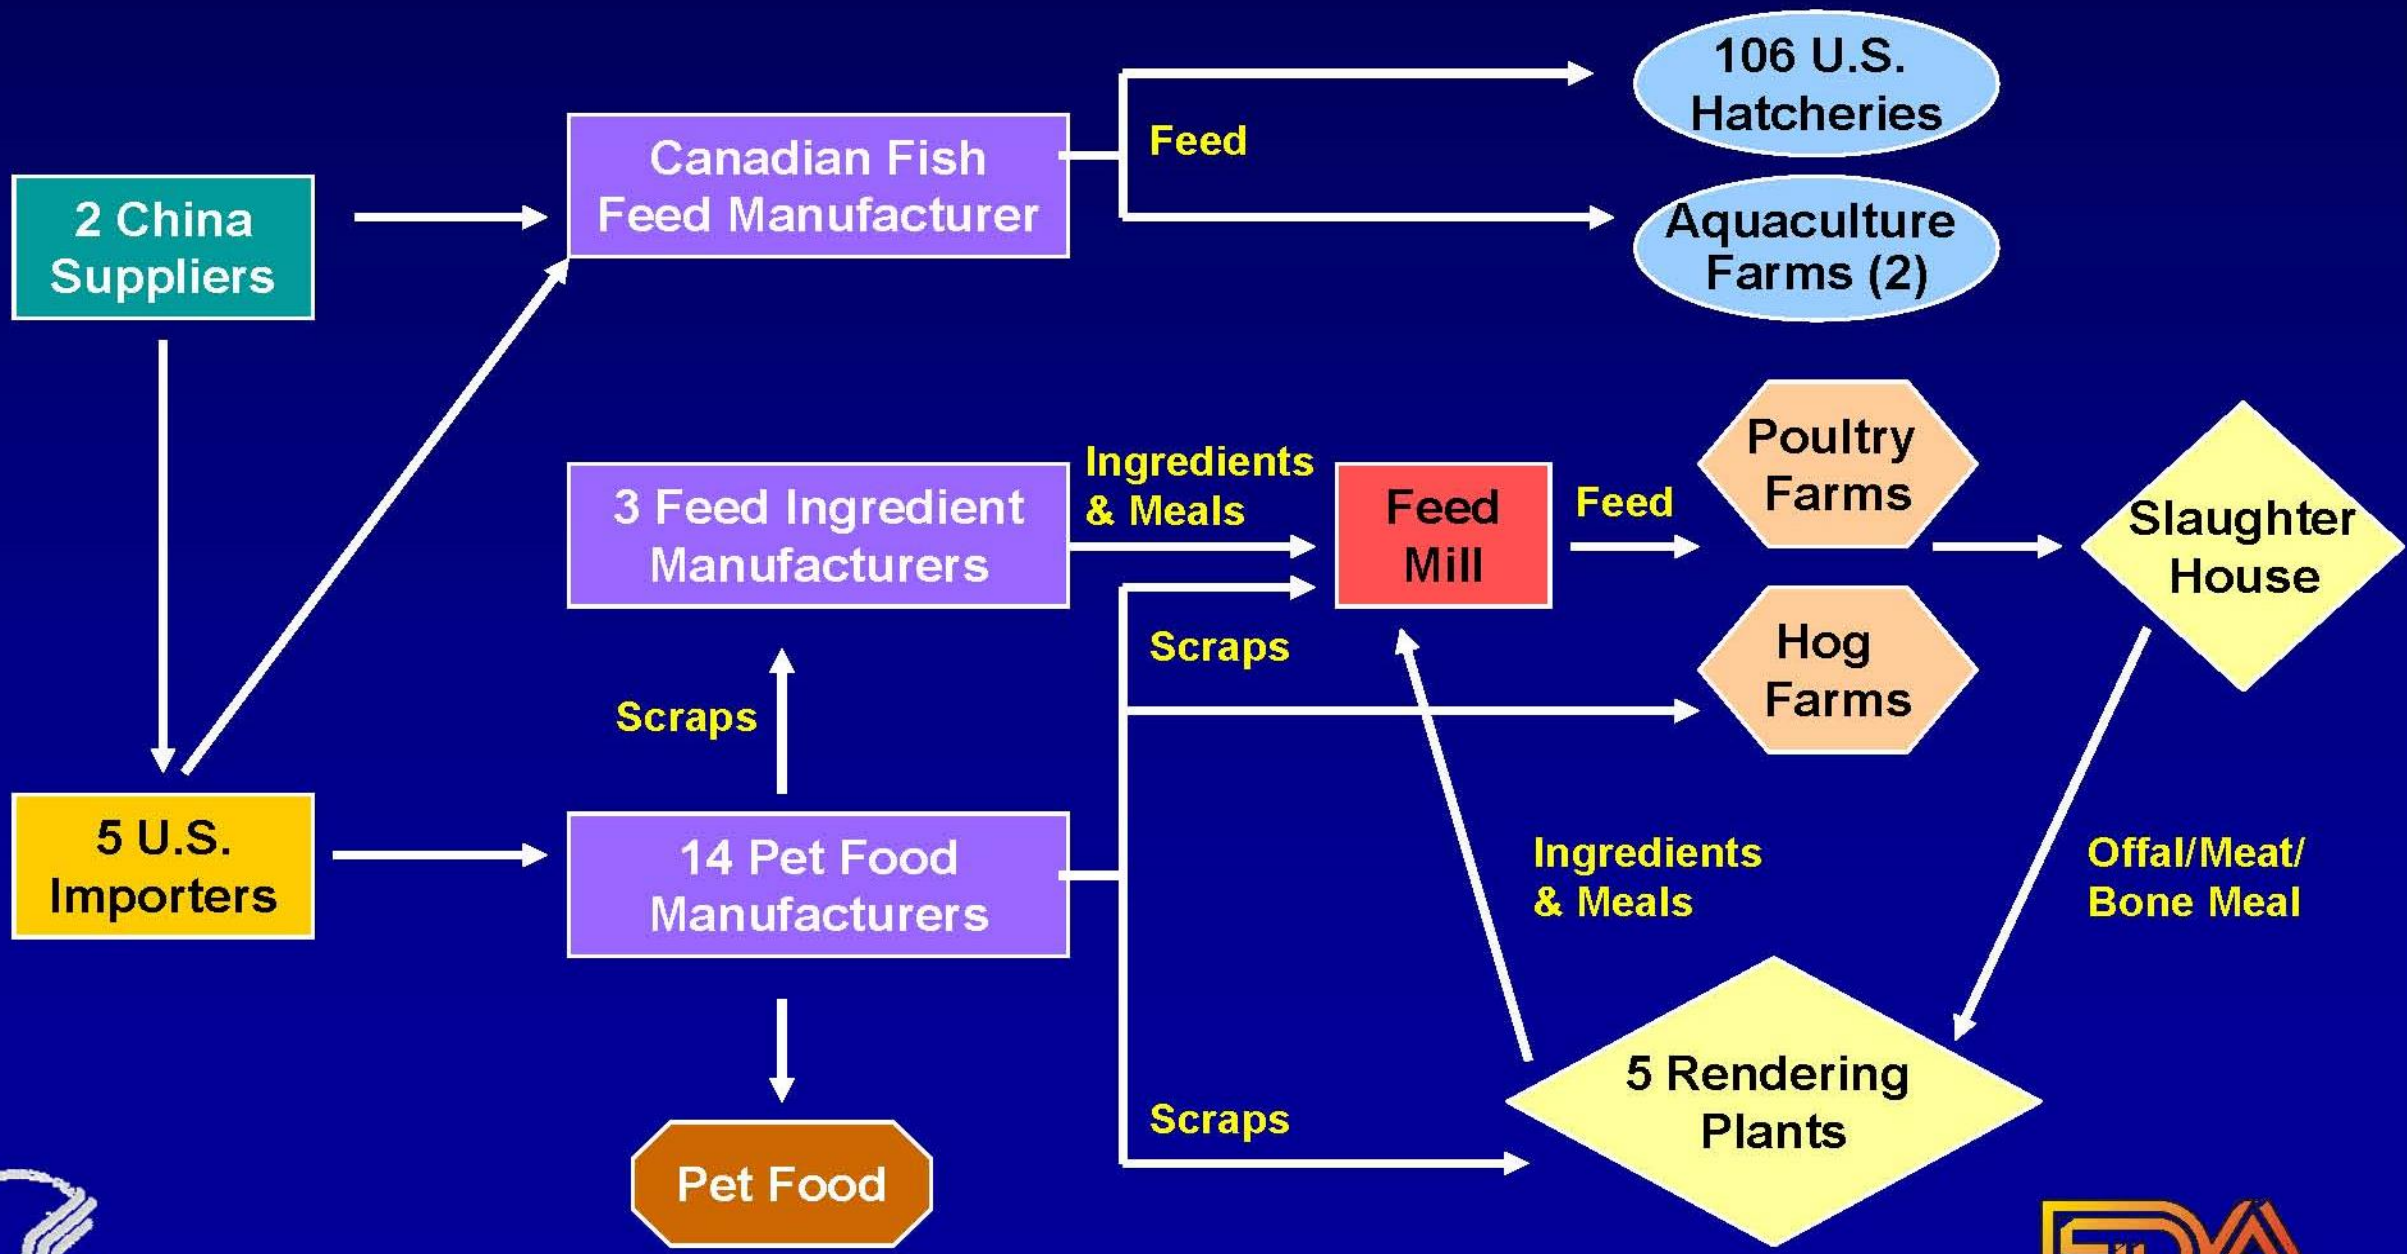 106 U.S.
Hatcheries
Canadian Fish
Feed Manufacturer
Feed
2 China
Suppliers
Aquaculture
Farms (2)
3 Feed Ingredient
Manufacturers
Ingredients
& Meals
Feed
Mill
Feed
Poultry
Farms
Slaughter
House
Scraps
Hog
Farms
Scraps
5 U.S.
Importers
14 Pet Food
Manufacturers
Ingredients
& Meals
Offal/Meat/
Bone Meal
Scraps
5 Rendering
Plants
Pet Food
FDA